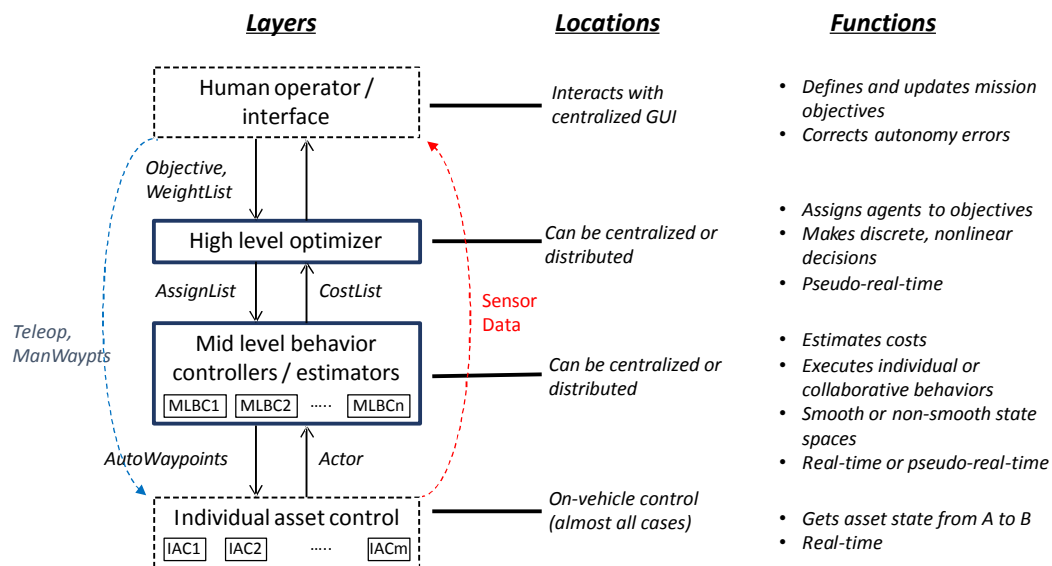 Layers
Locations
Functions
Human operator /
interface
Interacts with
centralized GUI
• Defines and updates mission
objectives
• Corrects autonomy errors
Objective,
WeightList
High level optimizer
Can be centralized or
distributed
• Assigns agents to objectives
• Makes discrete, nonlinear
decisions
• Pseudo-real-time
AssignList
CostList
Sensor
Data
Teleop,
ManWaypts
Mid level behavior
controllers / estimators
MLBC1
MLBC2
.....
MLBCn
Can be centralized or
distributed
• Estimates costs
• Executes individual or
collaborative behaviors
• Smooth or non-smooth state
spaces
• Real-time or pseudo-real-time
AutoWaypoints
Actor
Individual asset control
IAC1
IAC2
.....
IACm
On-vehicle control
(almost all cases)
• Gets asset state from A to B
• Real-time